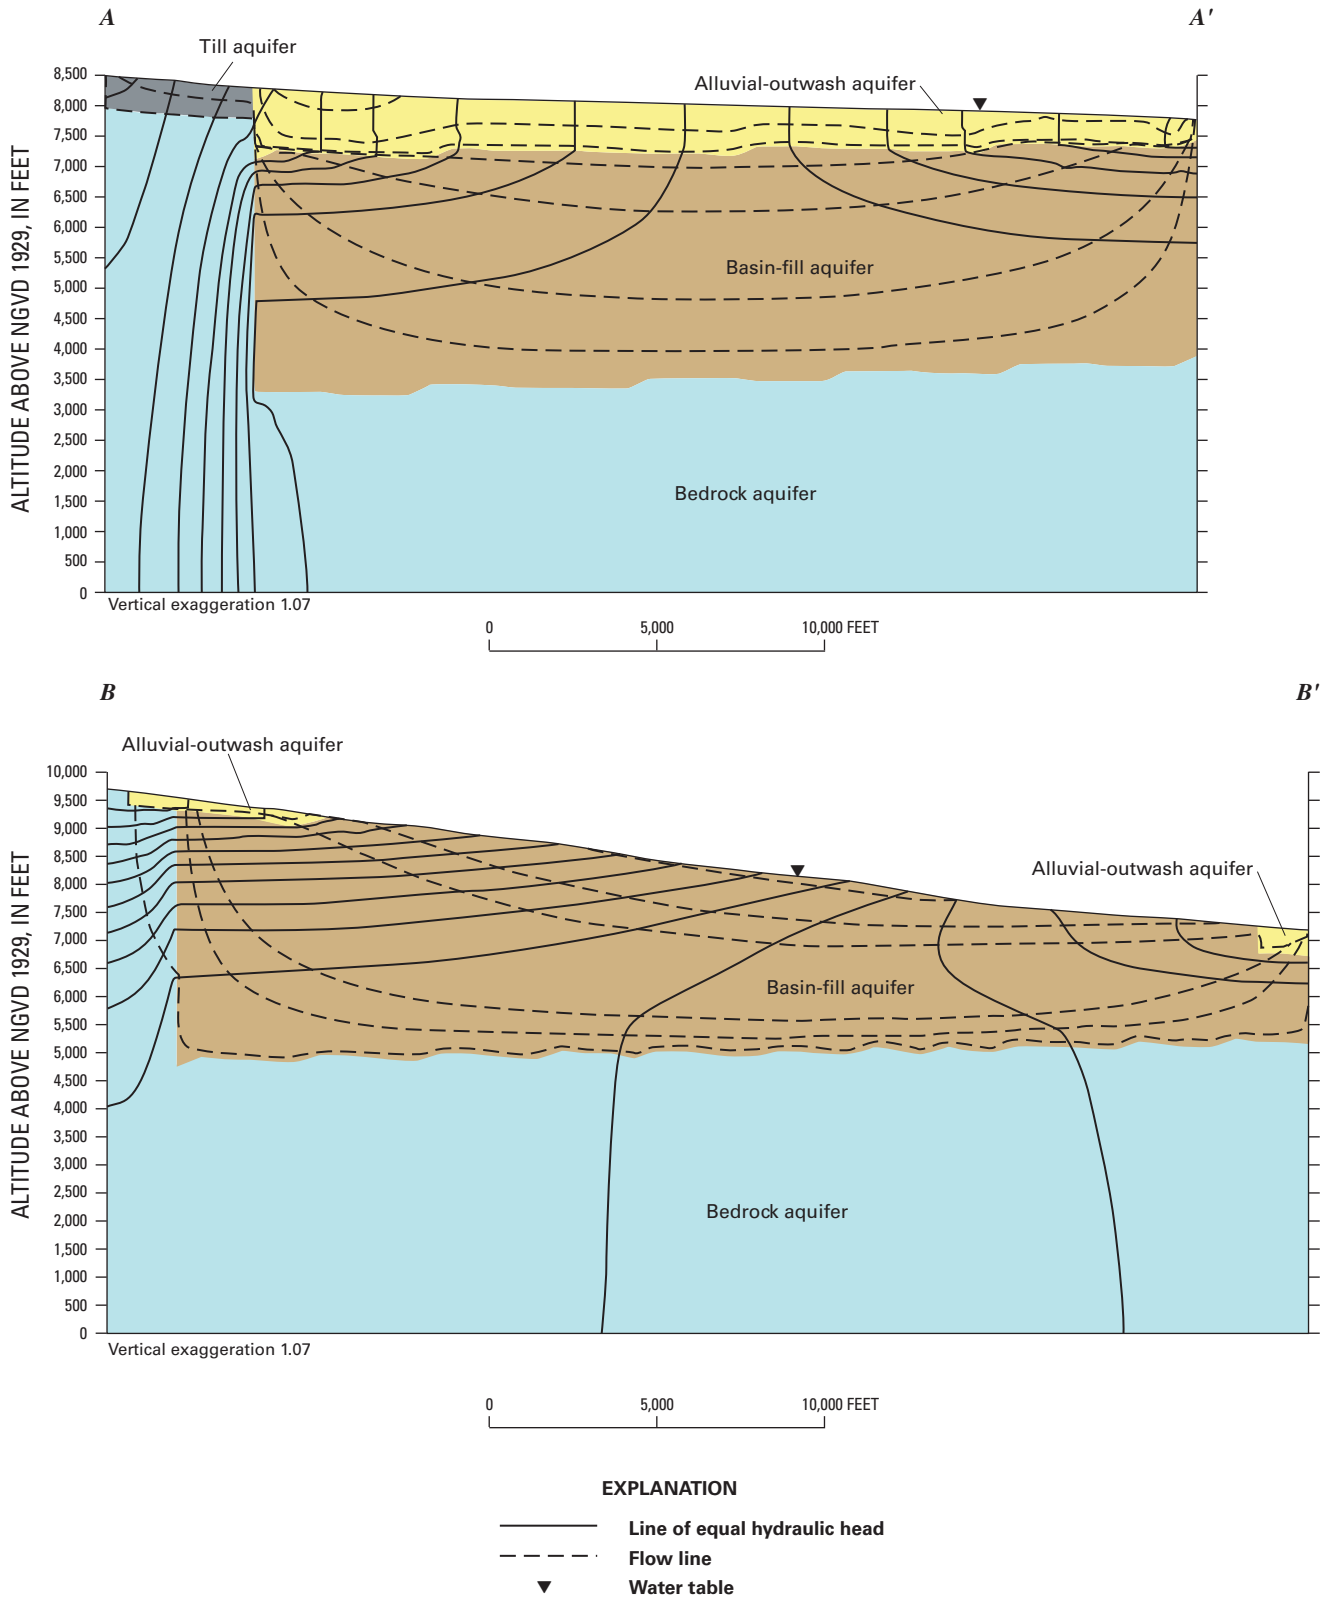 A A'
Till aquifer
Alluvial-outwash aquifer
8,500
8,000
7,500
7,000
6,500
6,000
5,500
5,000
4,500
4,000
3,500
3,000
2,500
2,000
1,500
1,000
500
0
ALTITUDE ABOVE NGVD 1929, IN FEET
Basin-fill aquifer
Bedrock aquifer
Vertical exaggeration 1.07
0 5,000 10,000 FEET
B B'
Alluvial-outwash aquifer
Alluvial-outwash aquifer
10,000
9,500
9,000
8,500
8,000
7,500
7,000
6,500
6,000
5,500
5,000
4,500
4,000
3,500
3,000
2,500
2,000
1,500
1,000
500
0
ALTITUDE ABOVE NGVD 1929, IN FEET
Basin-fill aquifer
Bedrock aquifer
Vertical exaggeration 1.07
0 5,000 10,000 FEET
EXPLANATION
Line of equal hydraulic head
Flow line
Water table